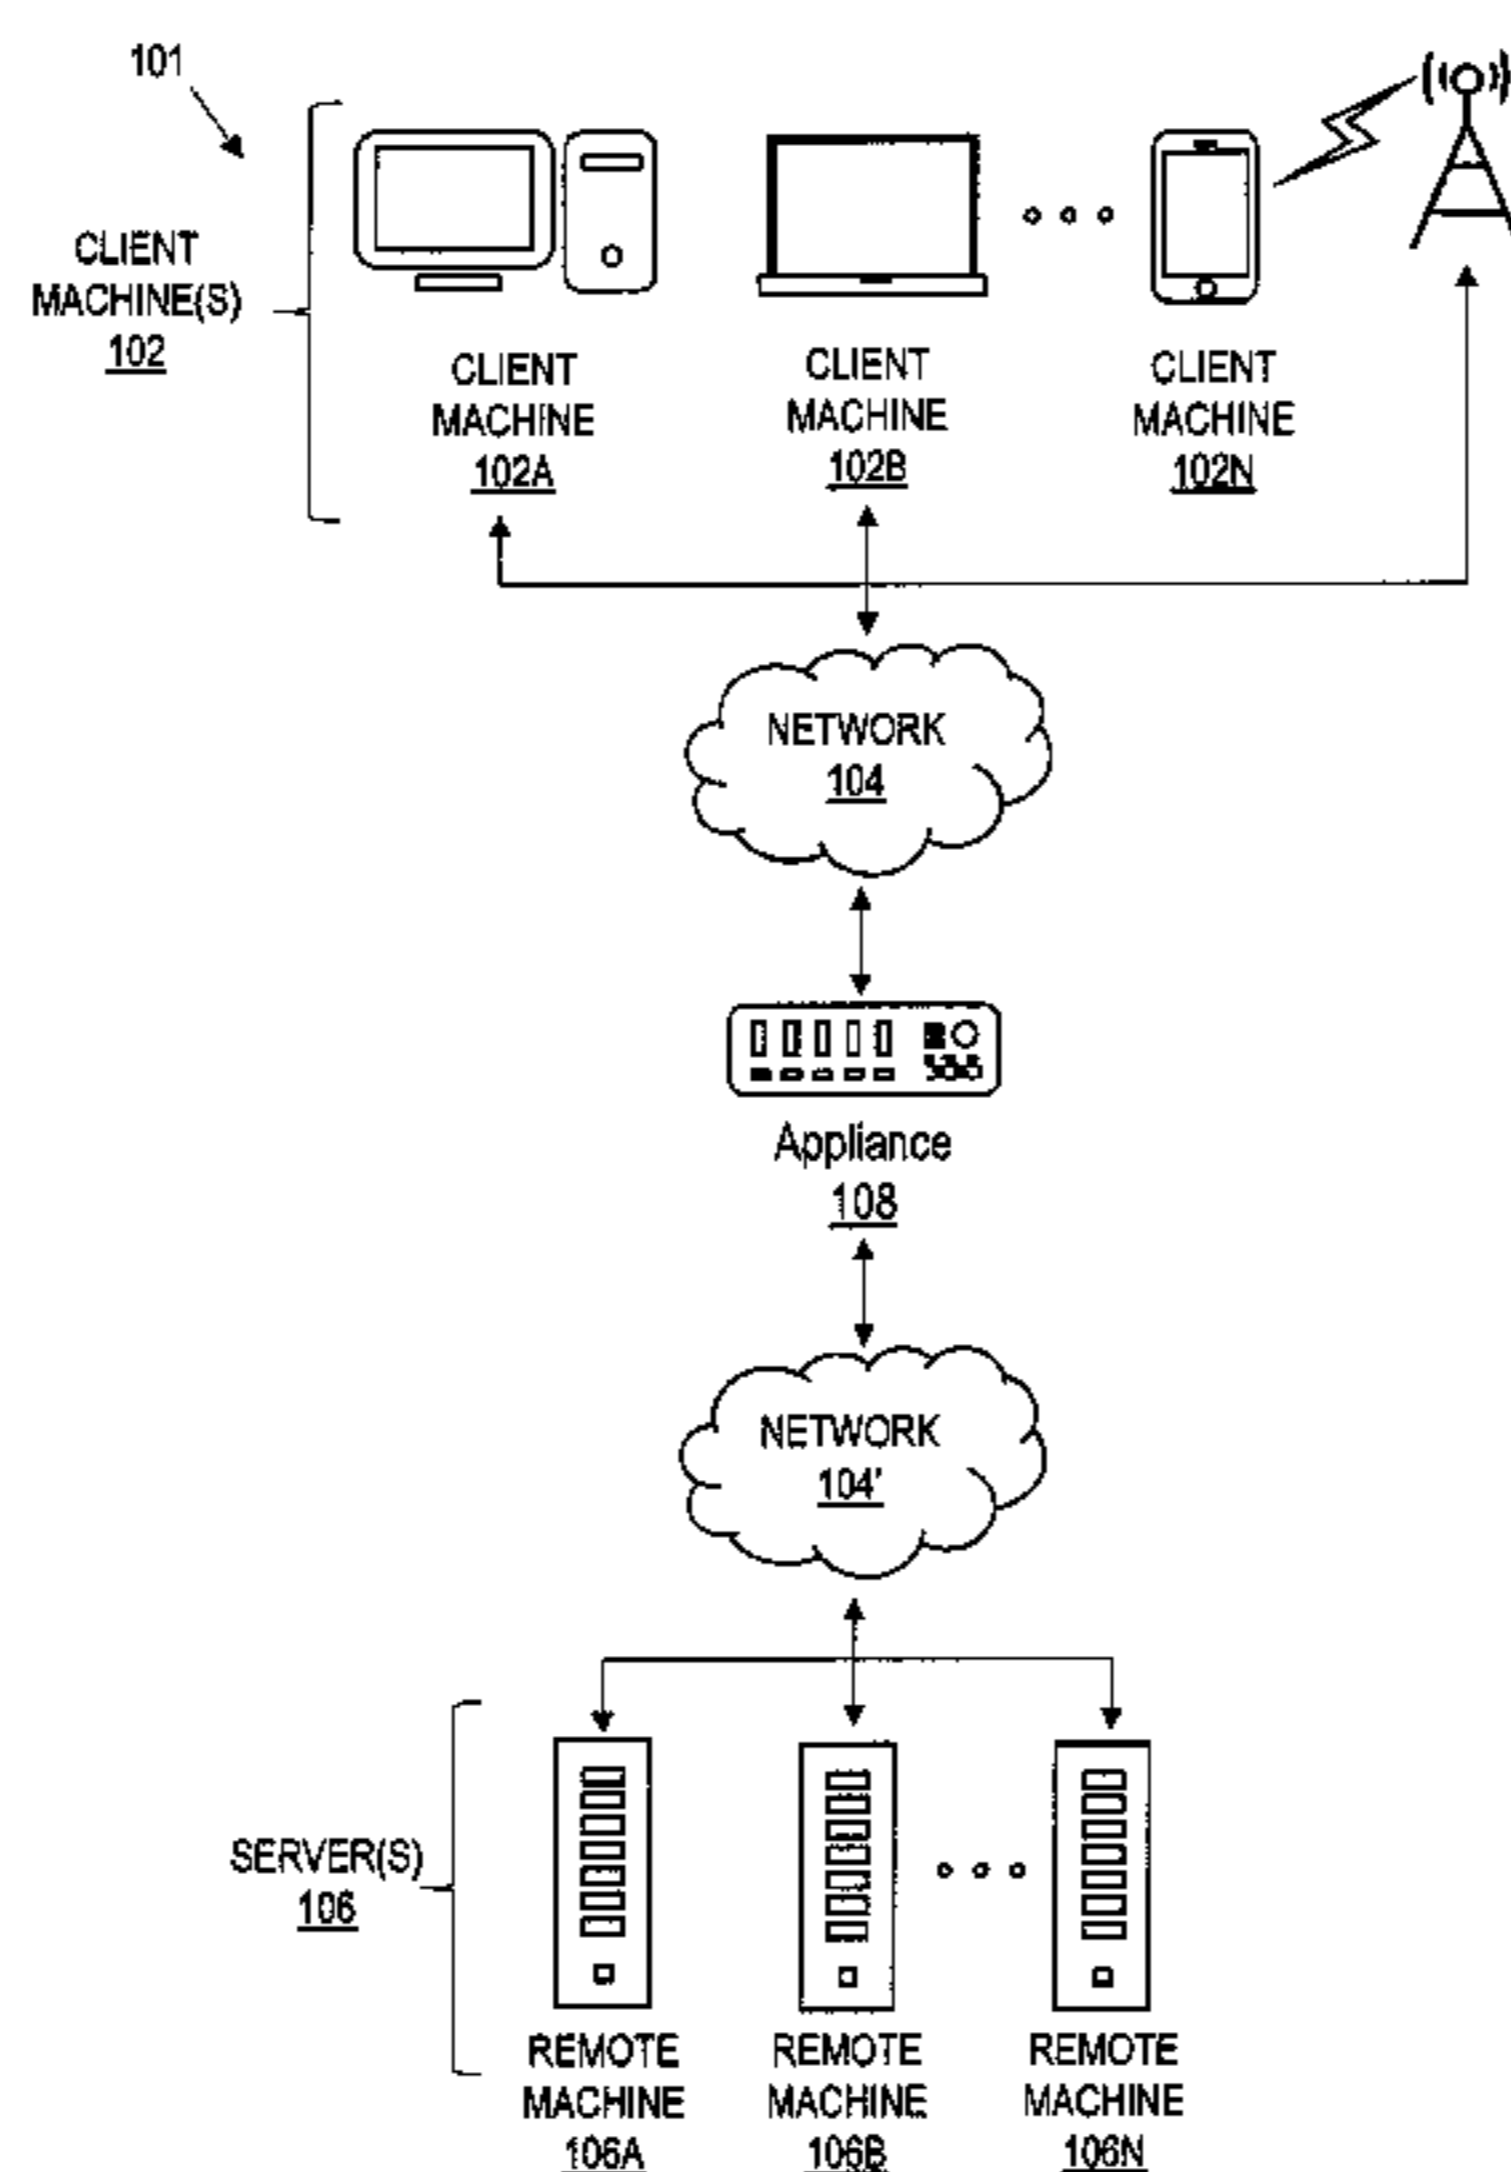 101
CLIENT
MACHINE(S)
102
CLIENT
MACHINE
102A
CLIENT
MACHINE
102B
CLIENT
MACHINE
102N
NETWORK
104
Appliance
108
NETWORK
104'
SERVER(S)
106
REMOTE
MACHINE
106A
REMOTE
MACHINE
106B
REMOTE
MACHINE
106N